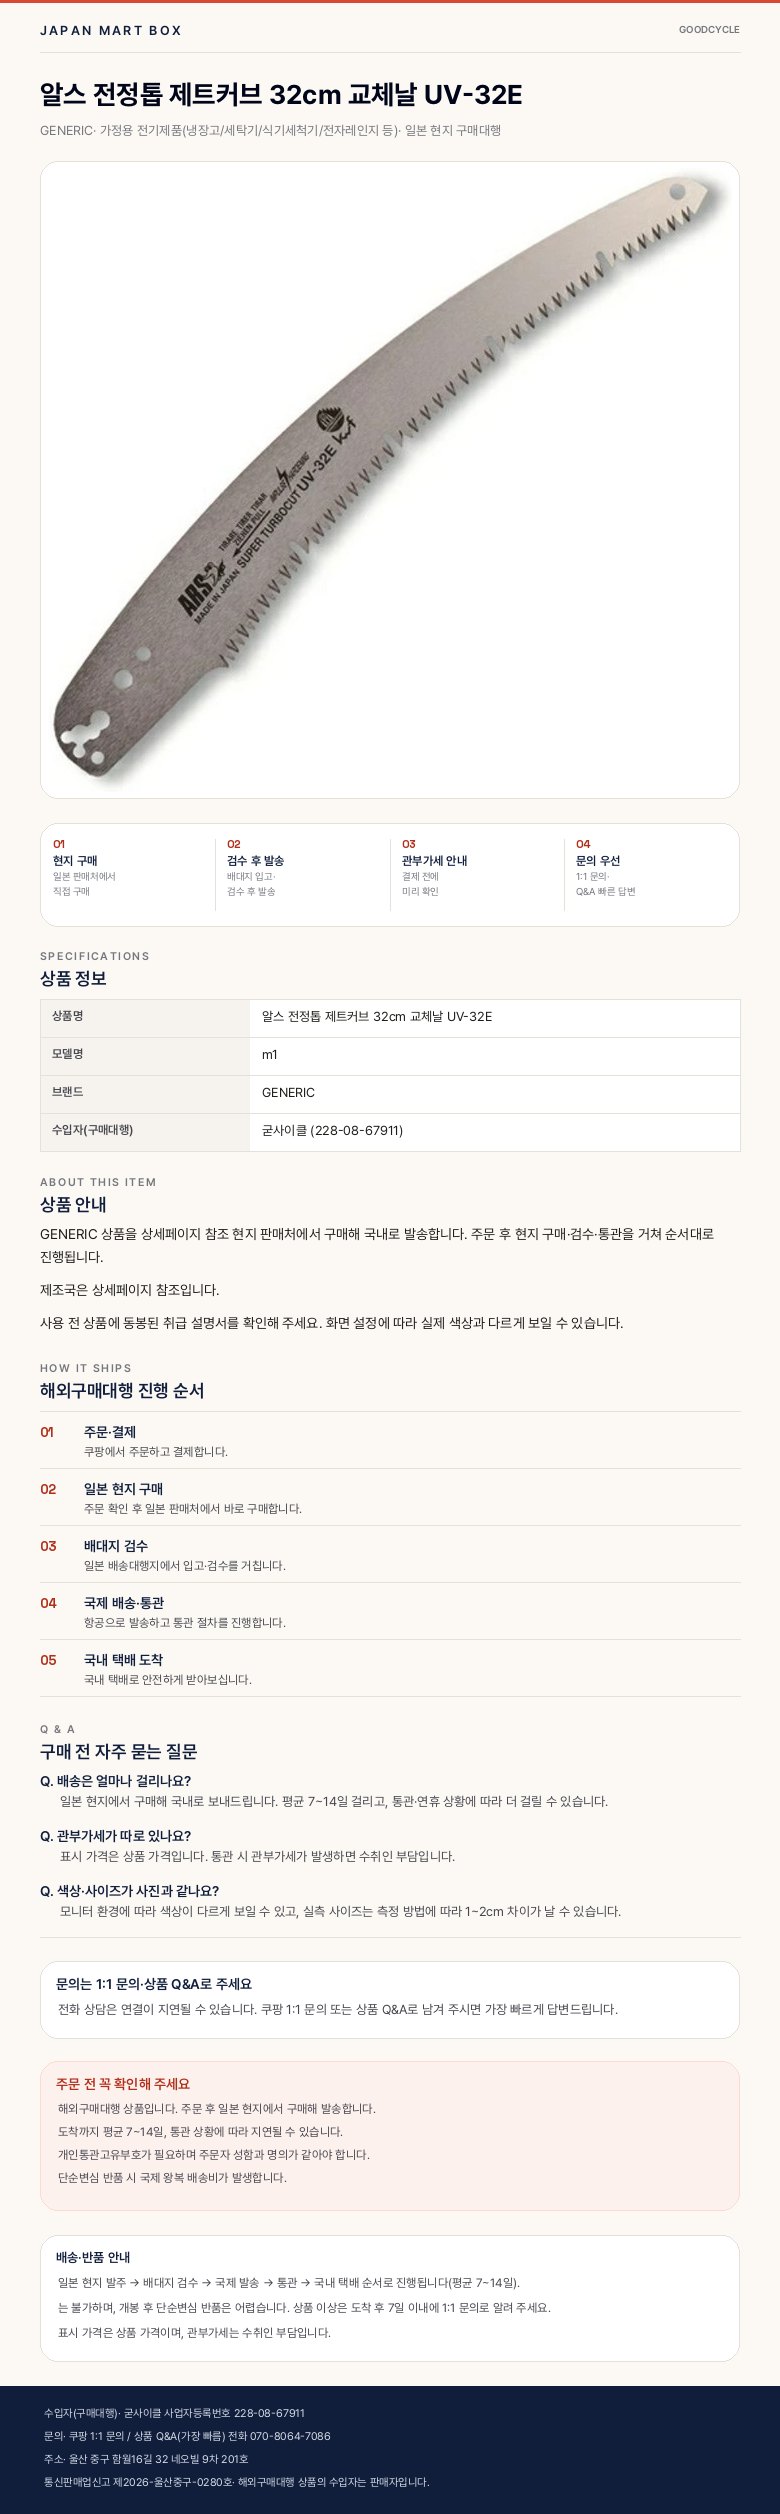 JAPAN MART BOX
GOODCYCLE
알스 전정톱 제트커브 32cm 교체날 UV-32E
GENERIC· 가정용 전기제품(냉장고/세탁기/식기세척기/전자레인지 등)· 일본 현지 구매대행
TIRARE TIRER TIRAR
ZIEHEN PULL
ARS
MADE IN JAPAN SUPER TURBOCUT UV-32E
01
현지 구매
일본 판매처에서
직접 구매
02
검수 후 발송
배대지 입고·
검수 후 발송
03
관부가세 안내
결제 전에
미리 확인
04
문의 우선
1:1 문의·
Q&A 빠른 답변
SPECIFICATIONS
상품 정보
상품명 알스 전정톱 제트커브 32cm 교체날 UV-32E
모델명 m1
브랜드 GENERIC
수입자(구매대행) 굳사이클 (228-08-67911)
ABOUT THIS ITEM
상품 안내
GENERIC 상품을 상세페이지 참조 현지 판매처에서 구매해 국내로 발송합니다. 주문 후 현지 구매·검수·통관을 거쳐 순서대로
진행됩니다.
제조국은 상세페이지 참조입니다.
사용 전 상품에 동봉된 취급 설명서를 확인해 주세요. 화면 설정에 따라 실제 색상과 다르게 보일 수 있습니다.
HOW IT SHIPS
해외구매대행 진행 순서
01 주문·결제
쿠팡에서 주문하고 결제합니다.
02 일본 현지 구매
주문 확인 후 일본 판매처에서 바로 구매합니다.
03 배대지 검수
일본 배송대행지에서 입고·검수를 거칩니다.
04 국제 배송·통관
항공으로 발송하고 통관 절차를 진행합니다.
05 국내 택배 도착
국내 택배로 안전하게 받아보십니다.
Q & A
구매 전 자주 묻는 질문
Q. 배송은 얼마나 걸리나요?
일본 현지에서 구매해 국내로 보내드립니다. 평균 7~14일 걸리고, 통관·연휴 상황에 따라 더 걸릴 수 있습니다.
Q. 관부가세가 따로 있나요?
표시 가격은 상품 가격입니다. 통관 시 관부가세가 발생하면 수취인 부담입니다.
Q. 색상·사이즈가 사진과 같나요?
모니터 환경에 따라 색상이 다르게 보일 수 있고, 실측 사이즈는 측정 방법에 따라 1~2cm 차이가 날 수 있습니다.
문의는 1:1 문의·상품 Q&A로 주세요
전화 상담은 연결이 지연될 수 있습니다. 쿠팡 1:1 문의 또는 상품 Q&A로 남겨 주시면 가장 빠르게 답변드립니다.
주문 전 꼭 확인해 주세요
해외구매대행 상품입니다. 주문 후 일본 현지에서 구매해 발송합니다.
도착까지 평균 7~14일, 통관 상황에 따라 지연될 수 있습니다.
개인통관고유부호가 필요하며 주문자 성함과 명의가 같아야 합니다.
단순변심 반품 시 국제 왕복 배송비가 발생합니다.
배송·반품 안내
일본 현지 발주 → 배대지 검수 → 국제 발송 → 통관 → 국내 택배 순서로 진행됩니다(평균 7~14일).
는 불가하며, 개봉 후 단순변심 반품은 어렵습니다. 상품 이상은 도착 후 7일 이내에 1:1 문의로 알려 주세요.
표시 가격은 상품 가격이며, 관부가세는 수취인 부담입니다.
수입자(구매대행)· 굳사이클 사업자등록번호 228-08-67911
문의· 쿠팡 1:1 문의 / 상품 Q&A(가장 빠름) 전화 070-8064-7086
주소· 울산 중구 함월16길 32 네오빌 9차 201호
통신판매업신고 제2026-울산중구-0280호· 해외구매대행 상품의 수입자는 판매자입니다.